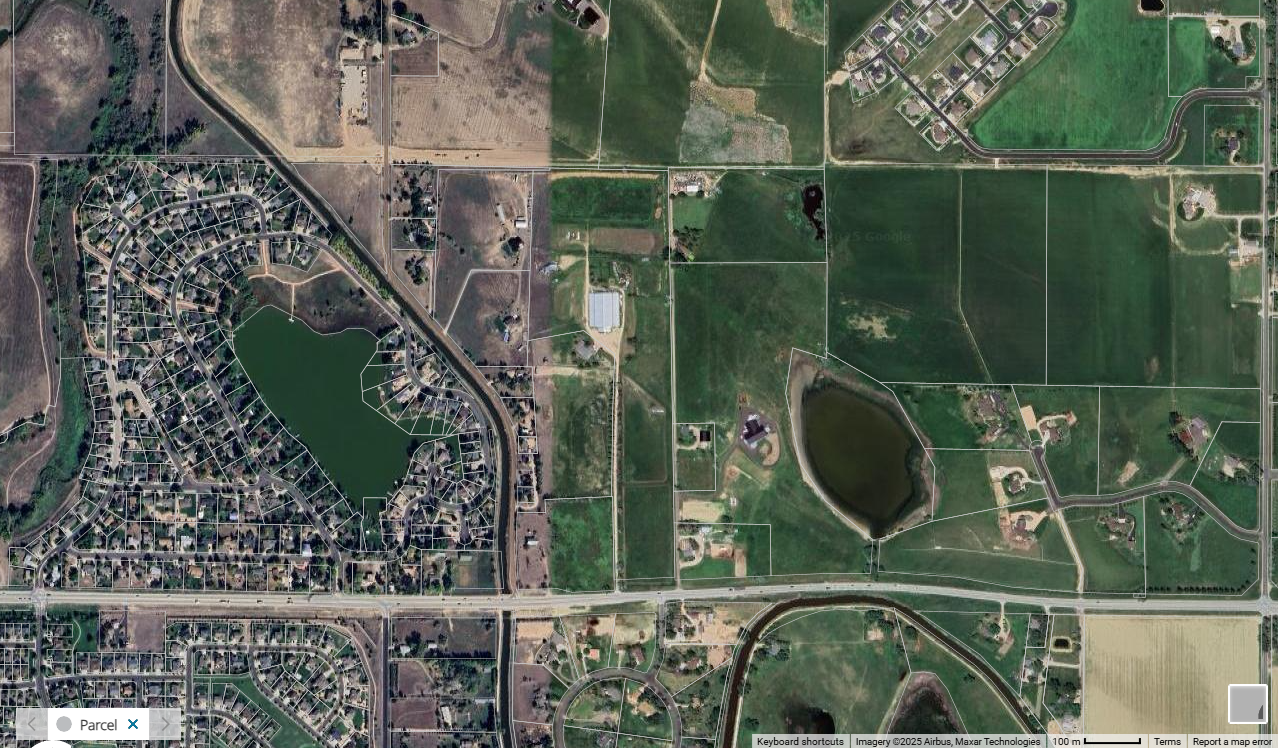 Parcel
Keyboard shortcuts
Imagery ©2025 Airbus, Maxar Technologies
100 m
Terms
Report a map error